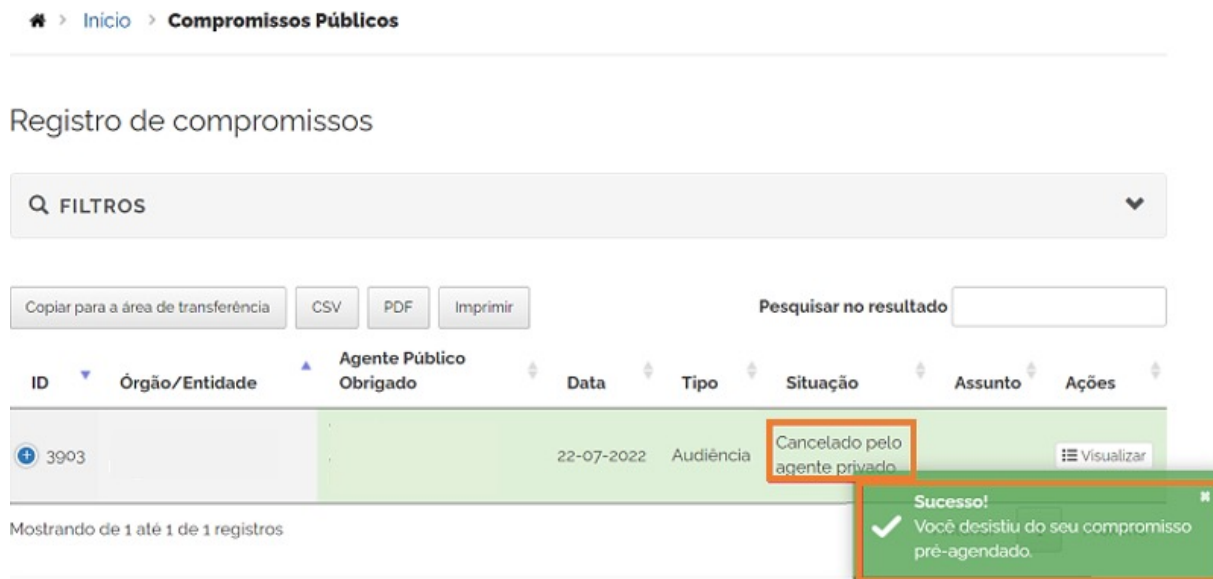 Início > Compromissos Públicos
Registro de compromissos
FILTROS
Copiar para a área de transferência CSV PDF Imprimir Pesquisar no resultado
ID Órgão/Entidade Agente Público Obrigado Data Tipo Situação Assunto Ações
3903 22-07-2022 Audiência Cancelado pelo agente privado Visualizar
Mostrando de 1 até 1 de 1 registros
Sucesso!
Você desistiu do seu compromisso
pré-agendado.